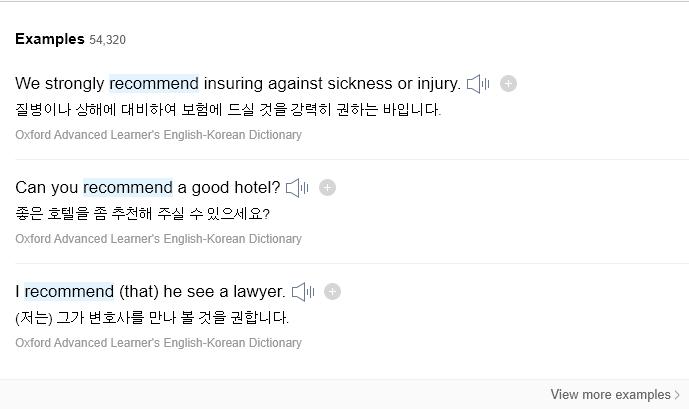 Examples 54,320
We strongly recommend insuring against sickness or injury.
질병이나 상해에 대비하여 보험에 드실 것을 강력히 권하는 바입니다.
Oxford Advanced Learner's English-Korean Dictionary
Can you recommend a good hotel?
좋은 호텔을 좀 추천해 주실 수 있으세요?
Oxford Advanced Learner's English-Korean Dictionary
I recommend (that) he see a lawyer.
(저는) 그가 변호사를 만나 볼 것을 권합니다.
Oxford Advanced Learner's English-Korean Dictionary
View more examples